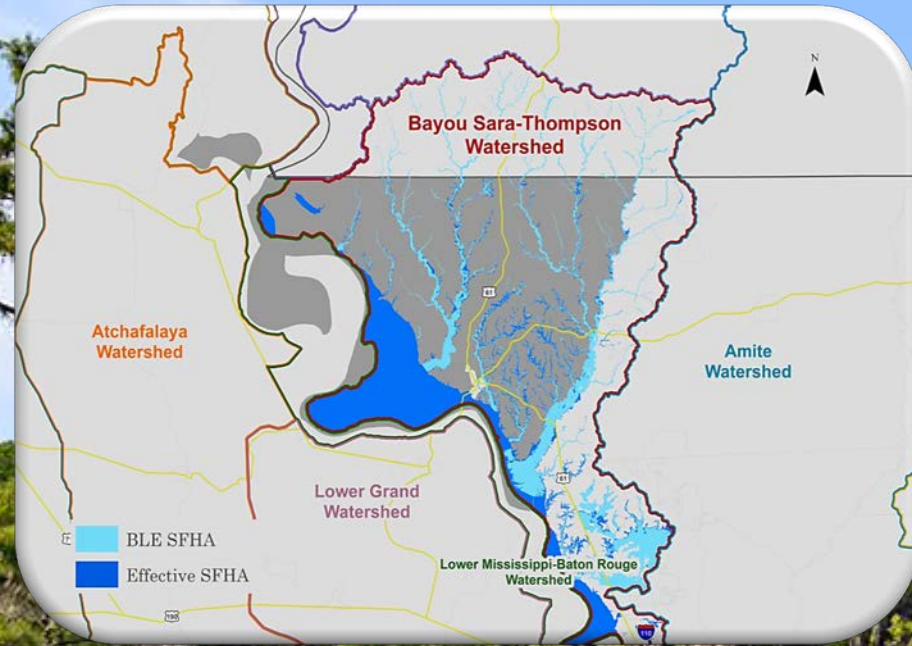 N
Bayou Sara-Thompson
Watershed
61
Atchafalaya
Watershed
Amite
Watershed
61
Lower Grand
Watershed
BLE SFHA
Effective SFHA
Lower Mississippi-Baton Rouge
Watershed
190
110